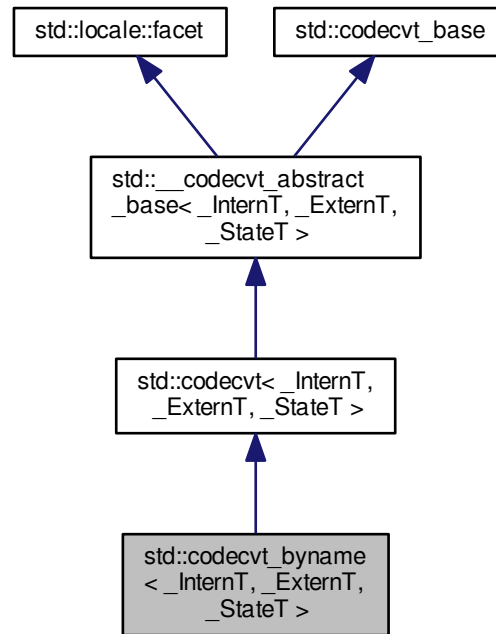 std::locale::facet
std::codecvt_base
std::__codecvt_abstract
_base< _InternT, _ExternT,
_StateT >
std::codecvt< _InternT,
_ExternT, _StateT >
std::codecvt_byname
< _InternT, _ExternT,
_StateT >